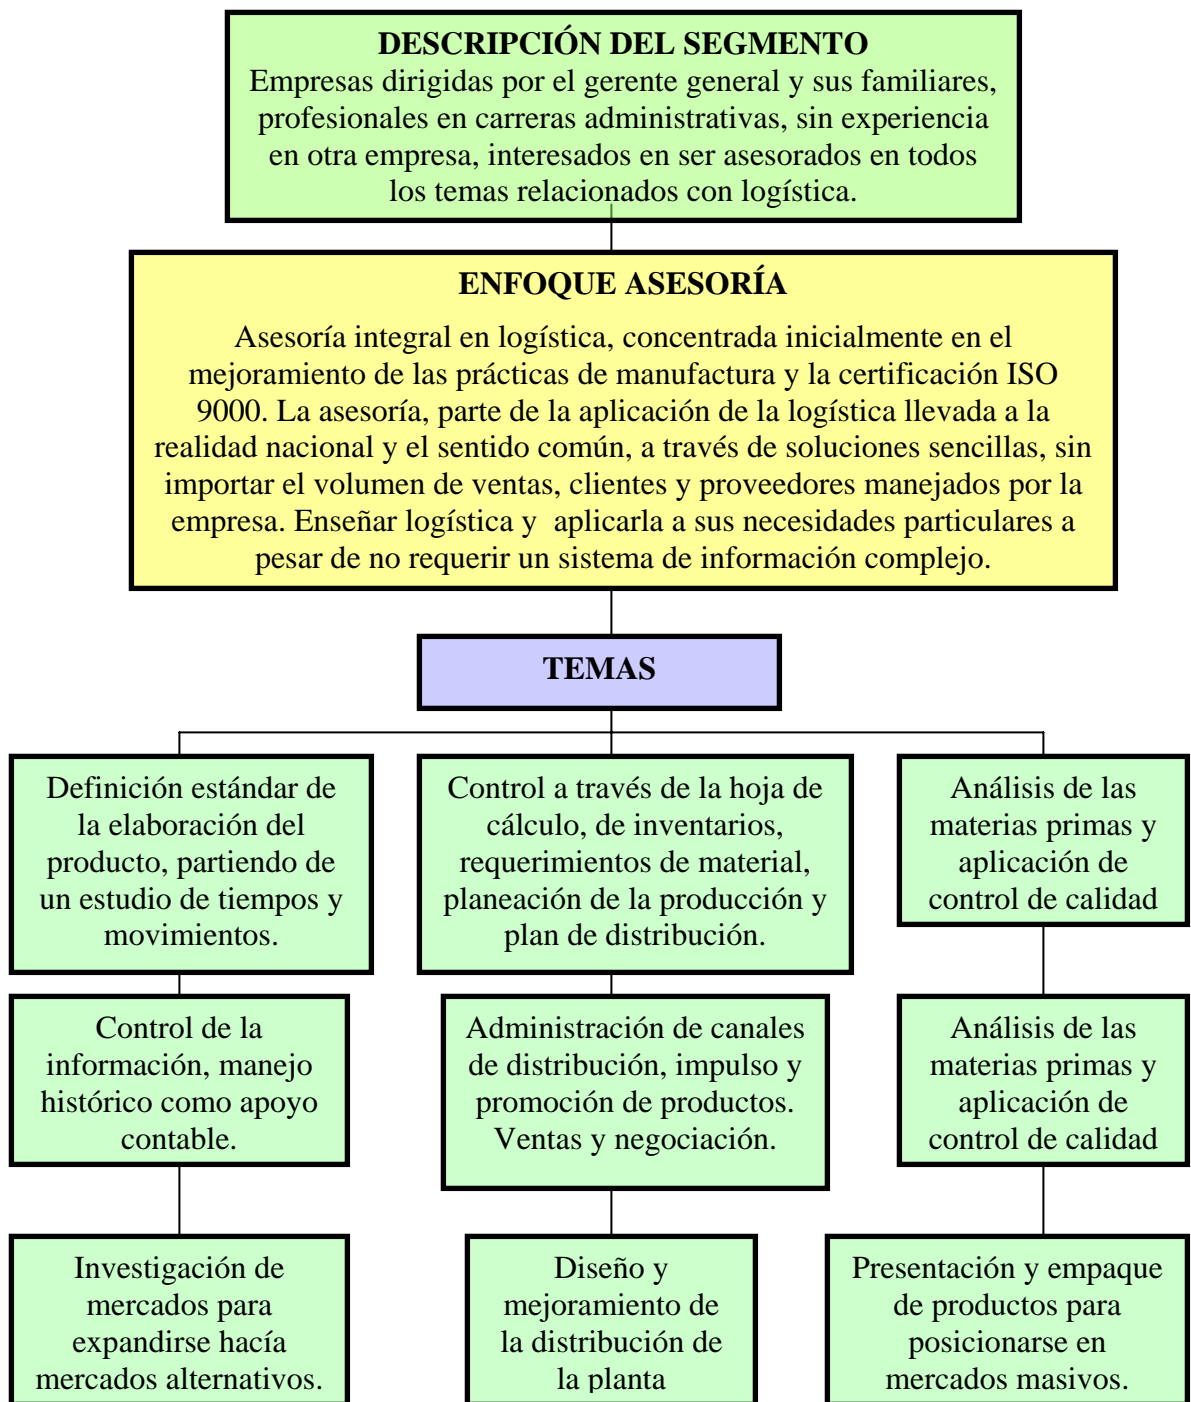 DESCRIPCIÓN DEL SEGMENTO
Empresas dirigidas por el gerente general y sus familiares,
profesionales en carreras administrativas, sin experiencia
en otra empresa, interesados en ser asesorados en todos
los temas relacionados con logística.
ENFOQUE ASESORÍA
Asesoría integral en logística, concentrada inicialmente en el
mejoramiento de las prácticas de manufactura y la certificación ISO
9000. La asesoría, parte de la aplicación de la logística llevada a la
realidad nacional y el sentido común, a través de soluciones sencillas, sin
importar el volumen de ventas, clientes y proveedores manejados por la
empresa. Enseñar logística y  aplicarla a sus necesidades particulares a
pesar de no requerir un sistema de información complejo.
TEMAS
Definición estándar de
la elaboración del
producto, partiendo de
un estudio de tiempos y
movimientos.
Control a través de la hoja de
cálculo, de inventarios,
requerimientos de material,
planeación de la producción y
plan de distribución.
Análisis de las
materias primas y
aplicación de
control de calidad
Control de la
información, manejo
histórico como apoyo
contable.
Administración de canales
de distribución, impulso y
promoción de productos.
Ventas y negociación.
Análisis de las
materias primas y
aplicación de
control de calidad
Investigación de
mercados para
expandirse hacía
mercados alternativos.
Diseño y
mejoramiento de
la distribución de
la planta
Presentación y empaque
de productos para
posicionarse en
mercados masivos.